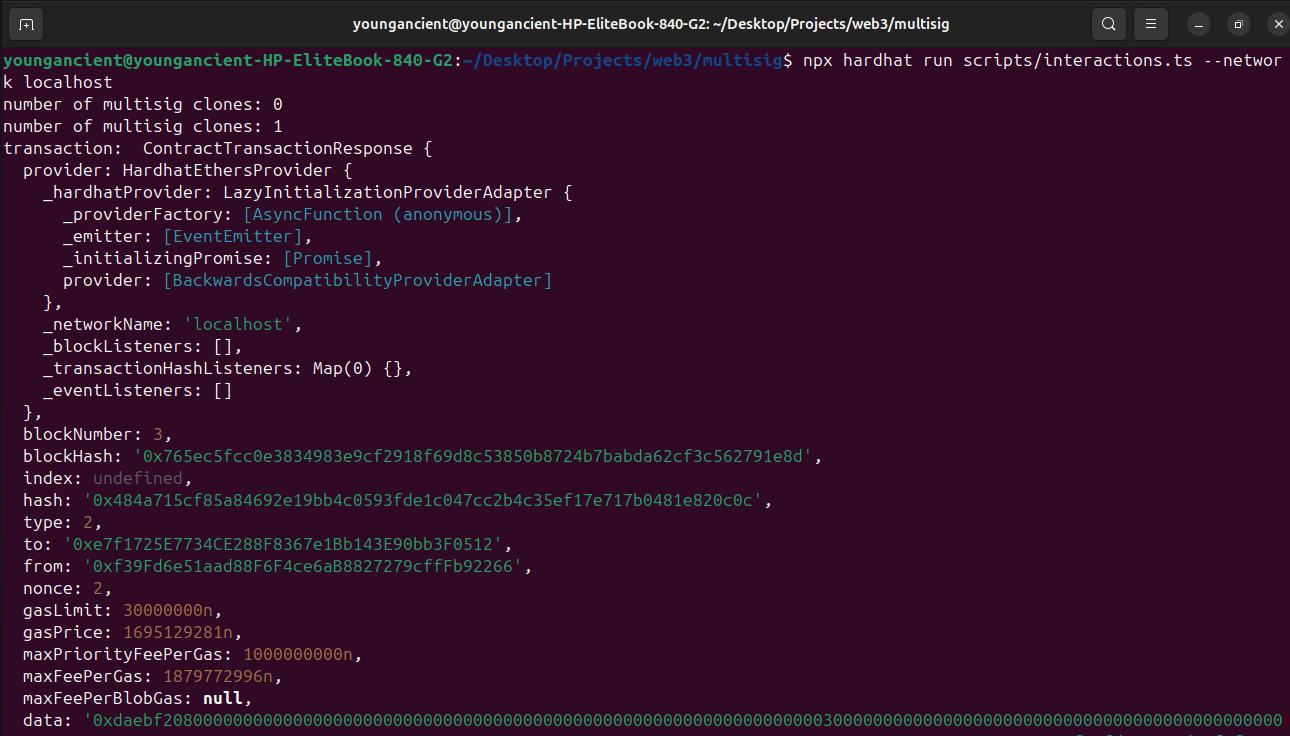 youngancient@youngancient-HP-EliteBook-840-G2: ~/Desktop/Projects/web3/multisig
youngancient@youngancient-HP-EliteBook-840-G2:~/Desktop/Projects/web3/multisig$ npx hardhat run scripts/interactions.ts --networ
k localhost
number of multisig clones: 0
number of multisig clones: 1
transaction:  ContractTransactionResponse {
  provider: HardhatEthersProvider {
    _hardhatProvider: LazyInitializationProviderAdapter {
      _providerFactory: [AsyncFunction (anonymous)],
      _emitter: [EventEmitter],
      _initializingPromise: [Promise],
      provider: [BackwardsCompatibilityProviderAdapter]
    },
    _networkName: 'localhost',
    _blockListeners: [],
    _transactionHashListeners: Map(0) {},
    _eventListeners: []
  },
  blockNumber: 3,
  blockHash: '0x765ec5fcc0e3834983e9cf2918f69d8c53850b8724b7babda62cf3c562791e8d',
  index: undefined,
  hash: '0x484a715cf85a84692e19bb4c0593fde1c047cc2b4c35ef17e717b0481e820c0c',
  type: 2,
  to: '0xe7f1725E7734CE288F8367e1Bb143E90bb3F0512',
  from: '0xf39Fd6e51aad88F6F4ce6aB8827279cffFb92266',
  nonce: 2,
  gasLimit: 30000000n,
  gasPrice: 1695129281n,
  maxPriorityFeePerGas: 1000000000n,
  maxFeePerGas: 1879772996n,
  maxFeePerBlobGas: null,
  data: '0xdaebf2080000000000000000000000000000000000000000000000000000000000000003000000000000000000000000000000000000000000000